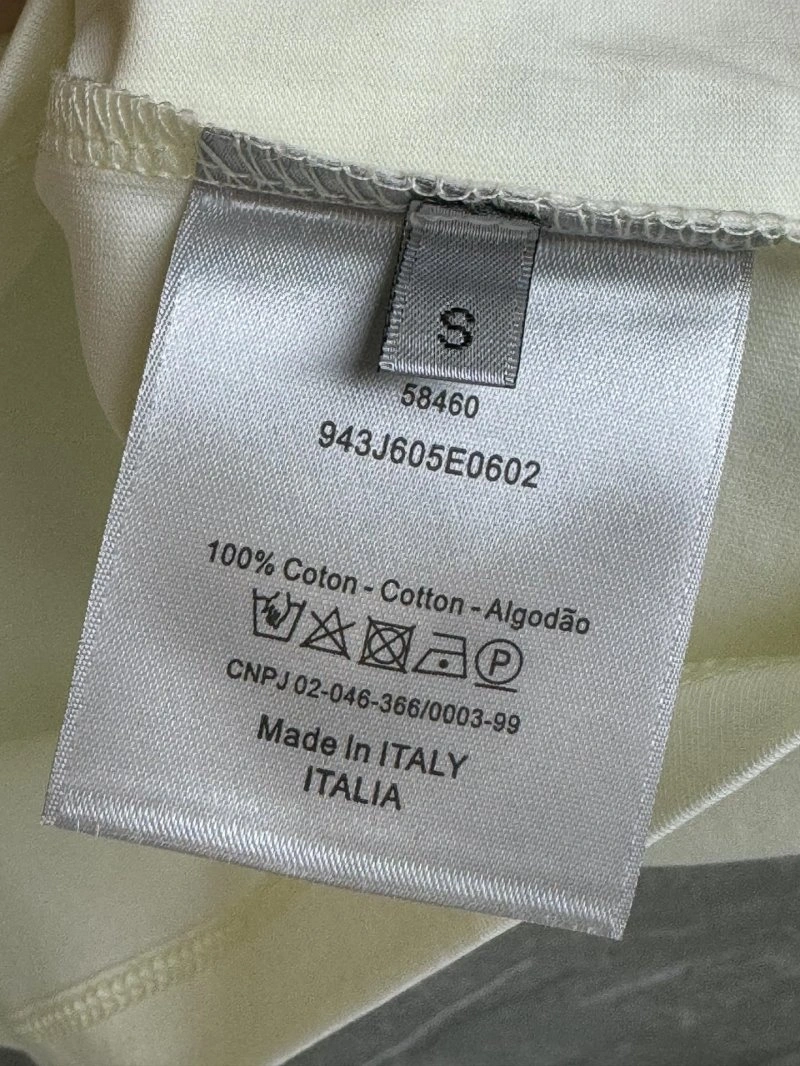 S
58460
943J605E0602
100% Coton - Cotton - Algodão
P
CNPJ 02-046-366/0003-99
Made In ITALY
ITALIA